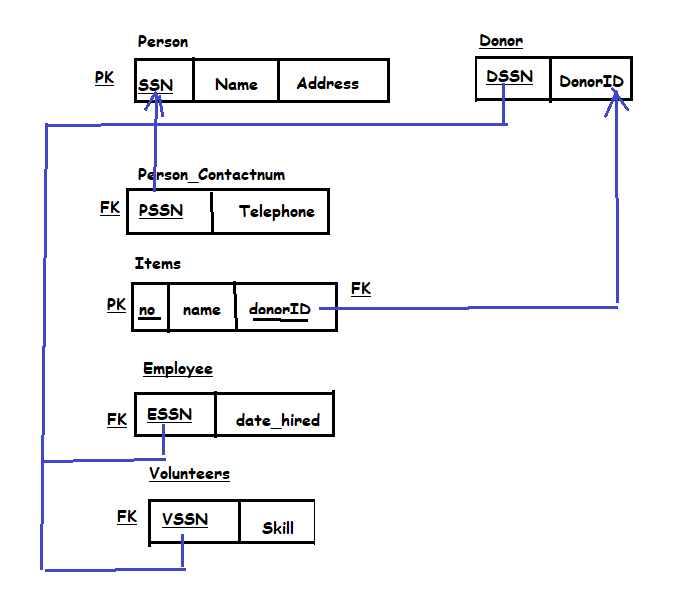 Person
PK
SSN
Name
Address
Donor
DSSN
DonorID
Person_Contactnum
FK
PSSN
Telephone
Items
PK
no
name
donorID
FK
Employee
FK
ESSN
date_hired
Volunteers
FK
VSSN
Skill